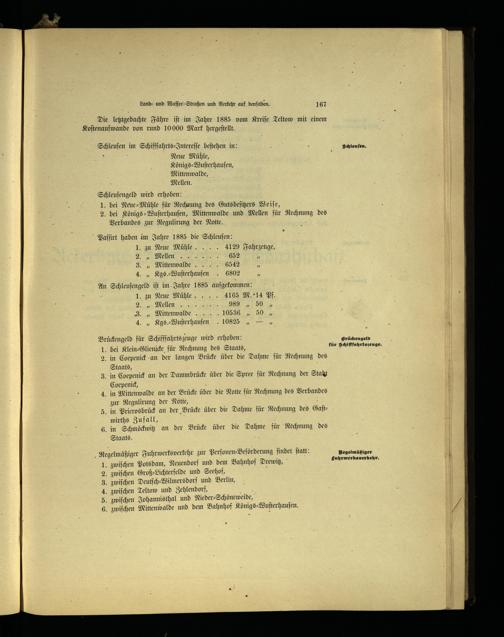 Land- und Wasser-Straßen und Verkehr auf denselben. 167
Die letztgedachte Fähre ist im Jahre 1885 vom Kreise Teltow mit einem
Kostenaufwande von rund 10000 Mark hergestellt.
Schleusen im Schifffahrts-Interesse bestehen in:
Schleusen.
Neue Mühle,
Königs-Wusterhausen,
Mittenwalde,
Mellen.
Schleusengeld wird erhoben:
1. bei Neue-Mühle für Rechnung des Gutsbesitzers Weise,
2. bei Königs-Wusterhausen, Mittenwalde und Mellen für Rechnung des
Verbandes zur Regulirung der Notte.
Passirt haben im Jahre 1885 die Schleusen:
1. zu Neue Mühle . . . . 4129 Fahrzeuge,
2. „ Mellen . . . . . . 652 „
3. „ Mittenwalde . . . . 6542 „
4. „ Kgs.-Wusterhausen . 6802 „
An Schleusengeld ist im Jahre 1885 aufgekommen:
1. zu Neue Mühle . . . . 4165 M. 14 Pf.
2. „ Mellen . . . . . . 989 „ 50 „
3. „ Mittenwalde . . . . 10536 „ 50 „
4. „ Kgs.-Wusterhausen . 10825 „ — „
Brückengeld für Schifffahrtszeuge wird erhoben:
Brückengeld
für Schifffahrtszeuge.
1. bei Klein-Glienicke für Rechnung des Staats,
2. in Coepenick an der langen Brücke über die Dahme für Rechnung des
Staats,
3. in Coepenick an der Dammbrücke über die Spree für Rechnung der Stadt
Coepenick,
4. in Mittenwalde an der Brücke über die Notte für Rechnung des Verbandes
zur Regulirung der Notte,
5. in Prierosbrück an der Brücke über die Dahme für Rechnung des Gast-
wirths Zufall,
6. in Schmöckwitz an der Brücke über die Dahme für Rechnung des
Staats.
Regelmäßiger Fuhrwerksverkehr zur Personen-Beförderung findet statt:
Regelmäßiger
Fuhrwerksverkehr.
1. zwischen Potsdam, Neuendorf und dem Bahnhof Drewitz,
2. zwischen Groß-Lichterfelde und Seehof,
3. zwischen Deutsch-Wilmersdorf und Berlin,
4. zwischen Teltow und Zehlendorf,
5. zwischen Johannisthal und Nieder-Schöneweide,
6. zwischen Mittenwalde und dem Bahnhof Königs-Wusterhausen.